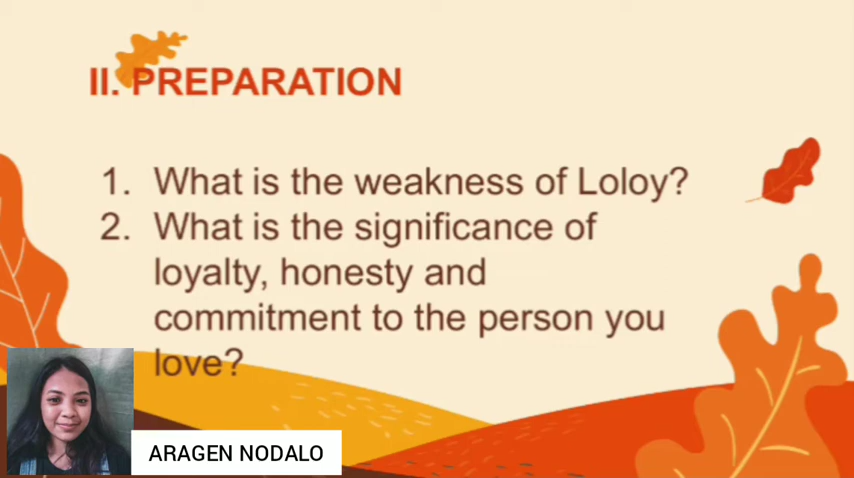 II. PREPARATION
1. What is the weakness of Loloy?
2. What is the significance of
loyalty, honesty and
commitment to the person you
love?
ARAGEN NODALO